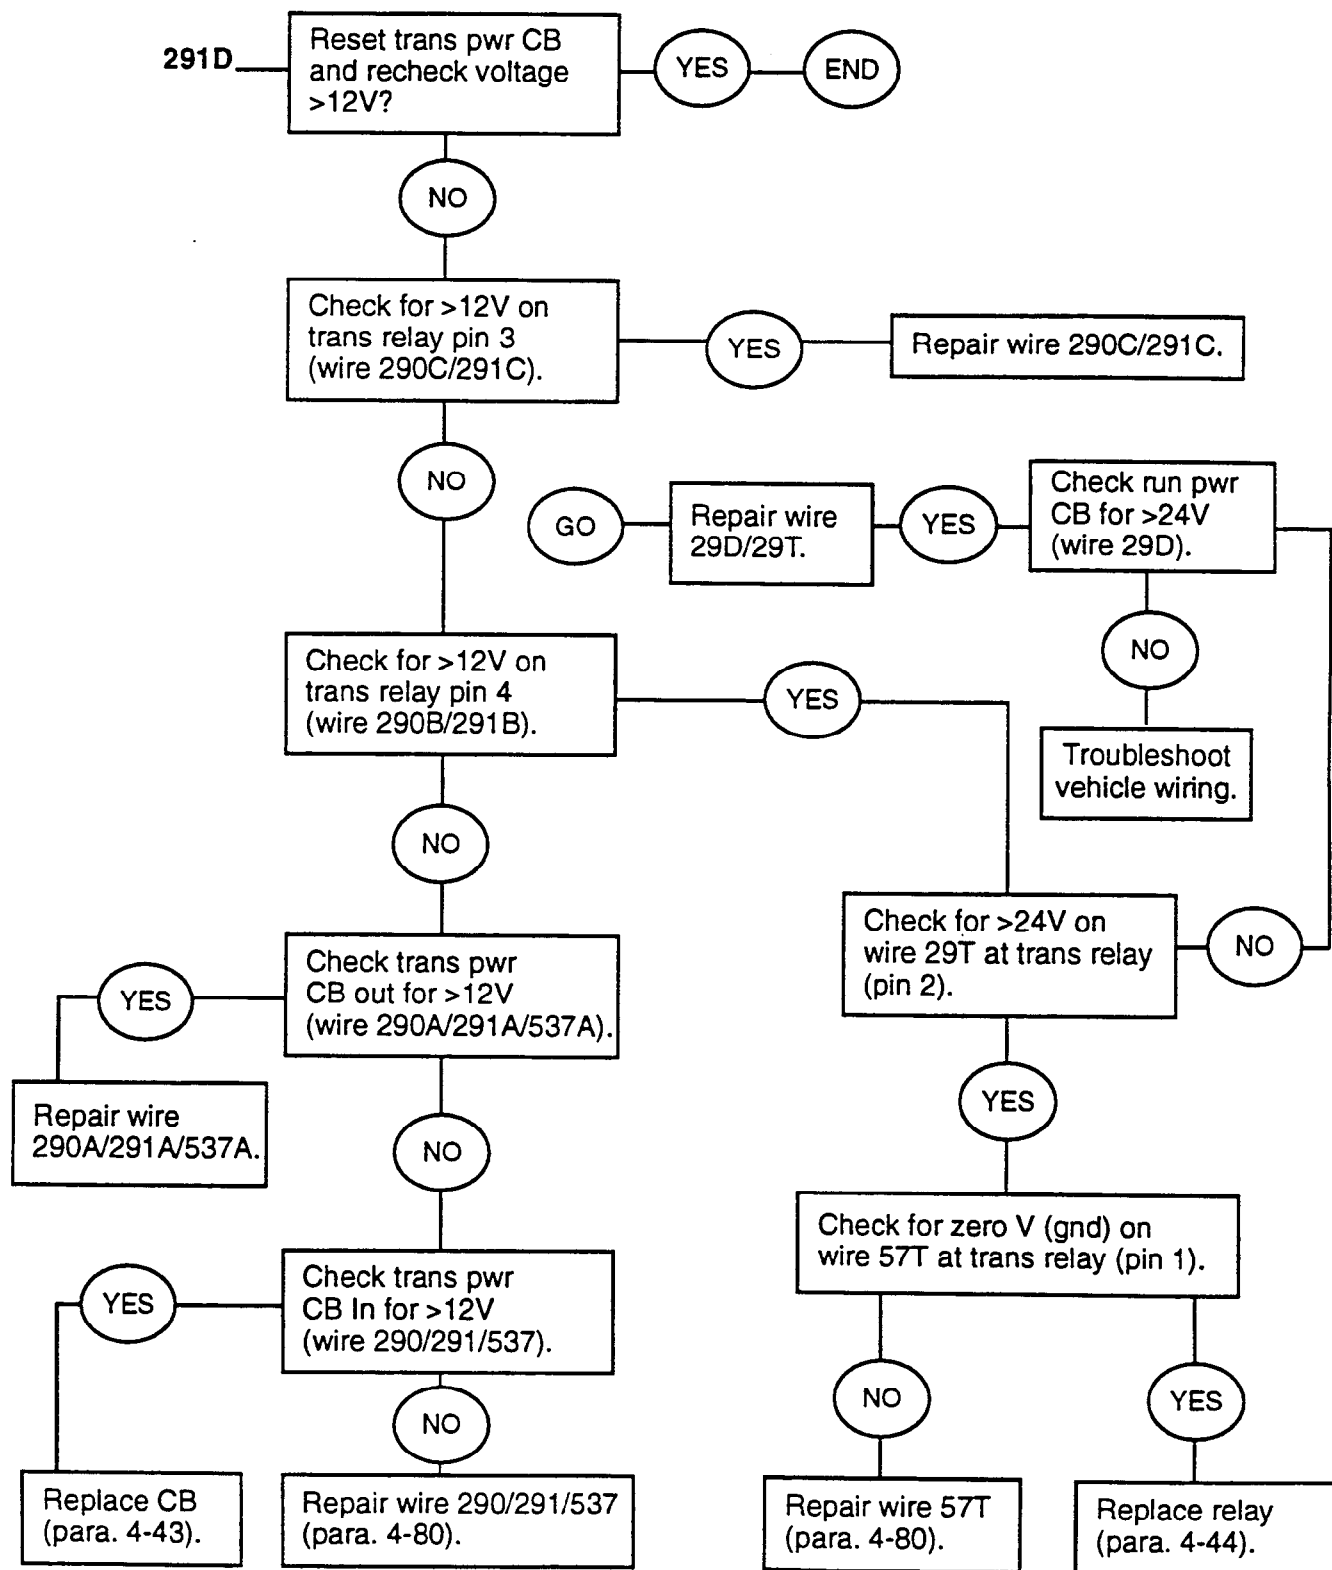 291D
Reset trans pwr CB
and recheck voltage
>12V?
YES
END
NO
Check for >12V on
trans relay pin 3
(wire 290C/291C).
YES
Repair wire 290C/291C.
NO
GO
Repair wire
29D/29T.
YES
Check run pwr
CB for >24V
(wire 29D).
NO
Troubleshoot
vehicle wiring.
Check for >12V on
trans relay pin 4
(wire 290B/291B).
YES
NO
Check for >24V on
wire 29T at trans relay
(pin 2).
NO
Check trans pwr
CB out for >12V
(wire 290A/291A/537A).
YES
Repair wire
290A/291A/537A.
NO
YES
Check for zero V (gnd) on
wire 57T at trans relay (pin 1).
Check trans pwr
CB In for >12V
(wire 290/291/537).
YES
NO
NO
YES
Replace CB
(para. 4-43).
Repair wire 290/291/537
(para. 4-80).
Repair wire 57T
(para. 4-80).
Replace relay
(para. 4-44).